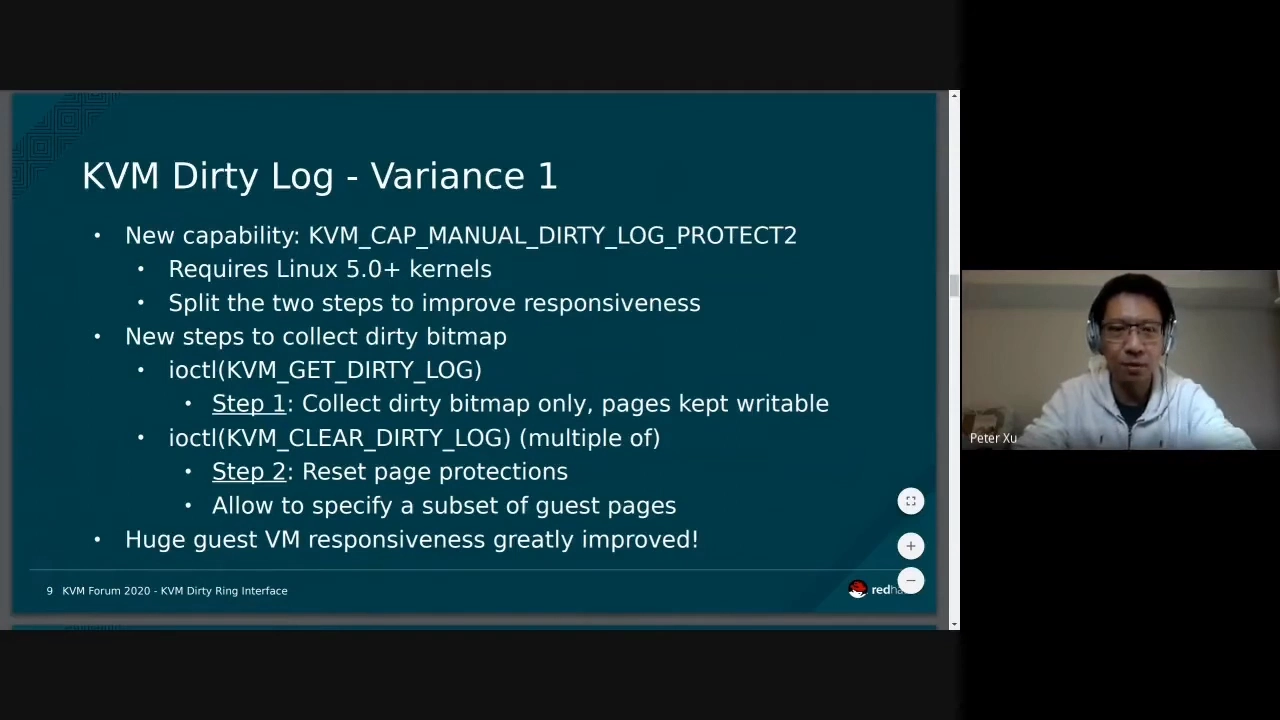 KVM Dirty Log - Variance 1
• New capability: KVM_CAP_MANUAL_DIRTY_LOG_PROTECT2
• Requires Linux 5.0+ kernels
• Split the two steps to improve responsiveness
• New steps to collect dirty bitmap
• ioctl(KVM_GET_DIRTY_LOG)
• Step 1: Collect dirty bitmap only, pages kept writable
• ioctl(KVM_CLEAR_DIRTY_LOG) (multiple of)
• Step 2: Reset page protections
• Allow to specify a subset of guest pages
• Huge guest VM responsiveness greatly improved!
9 KVM Forum 2020 - KVM Dirty Ring Interface
Peter Xu